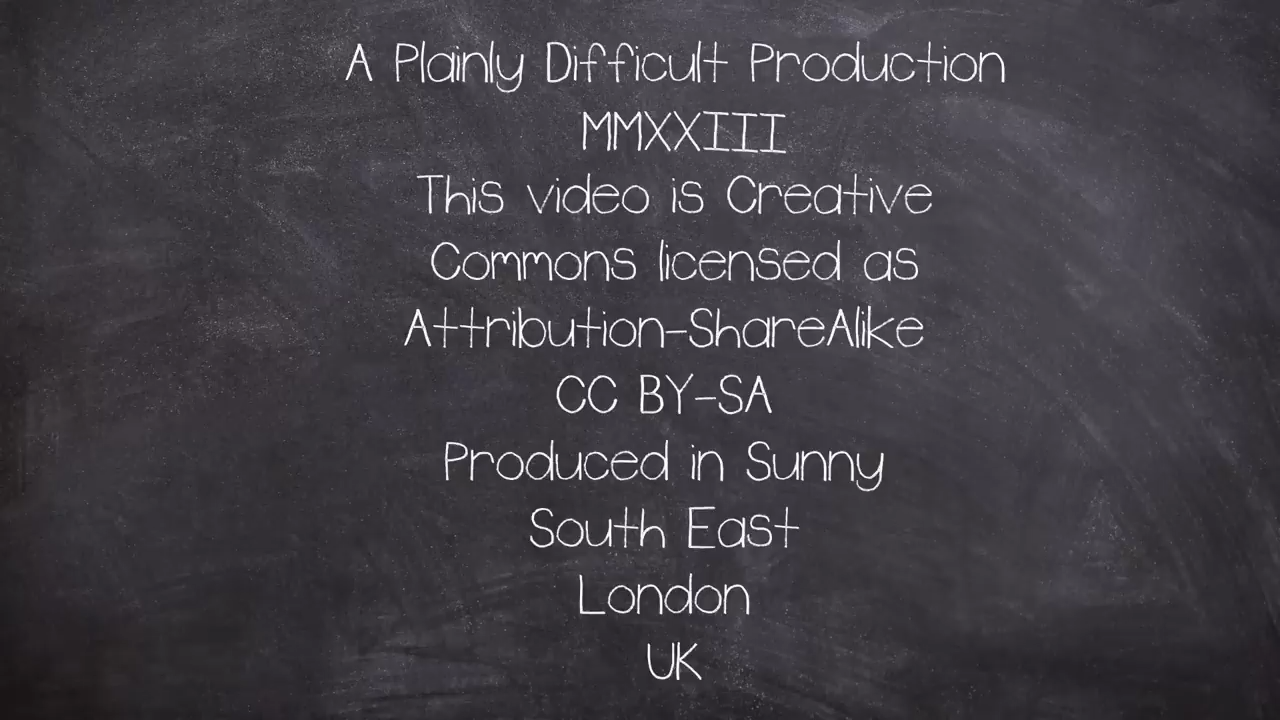 A Plainly Difficult Production
MMXXIII
This video is Creative
Commons licensed as
Attribution-ShareAlike
CC BY-SA
Produced in Sunny
South East
London
UK